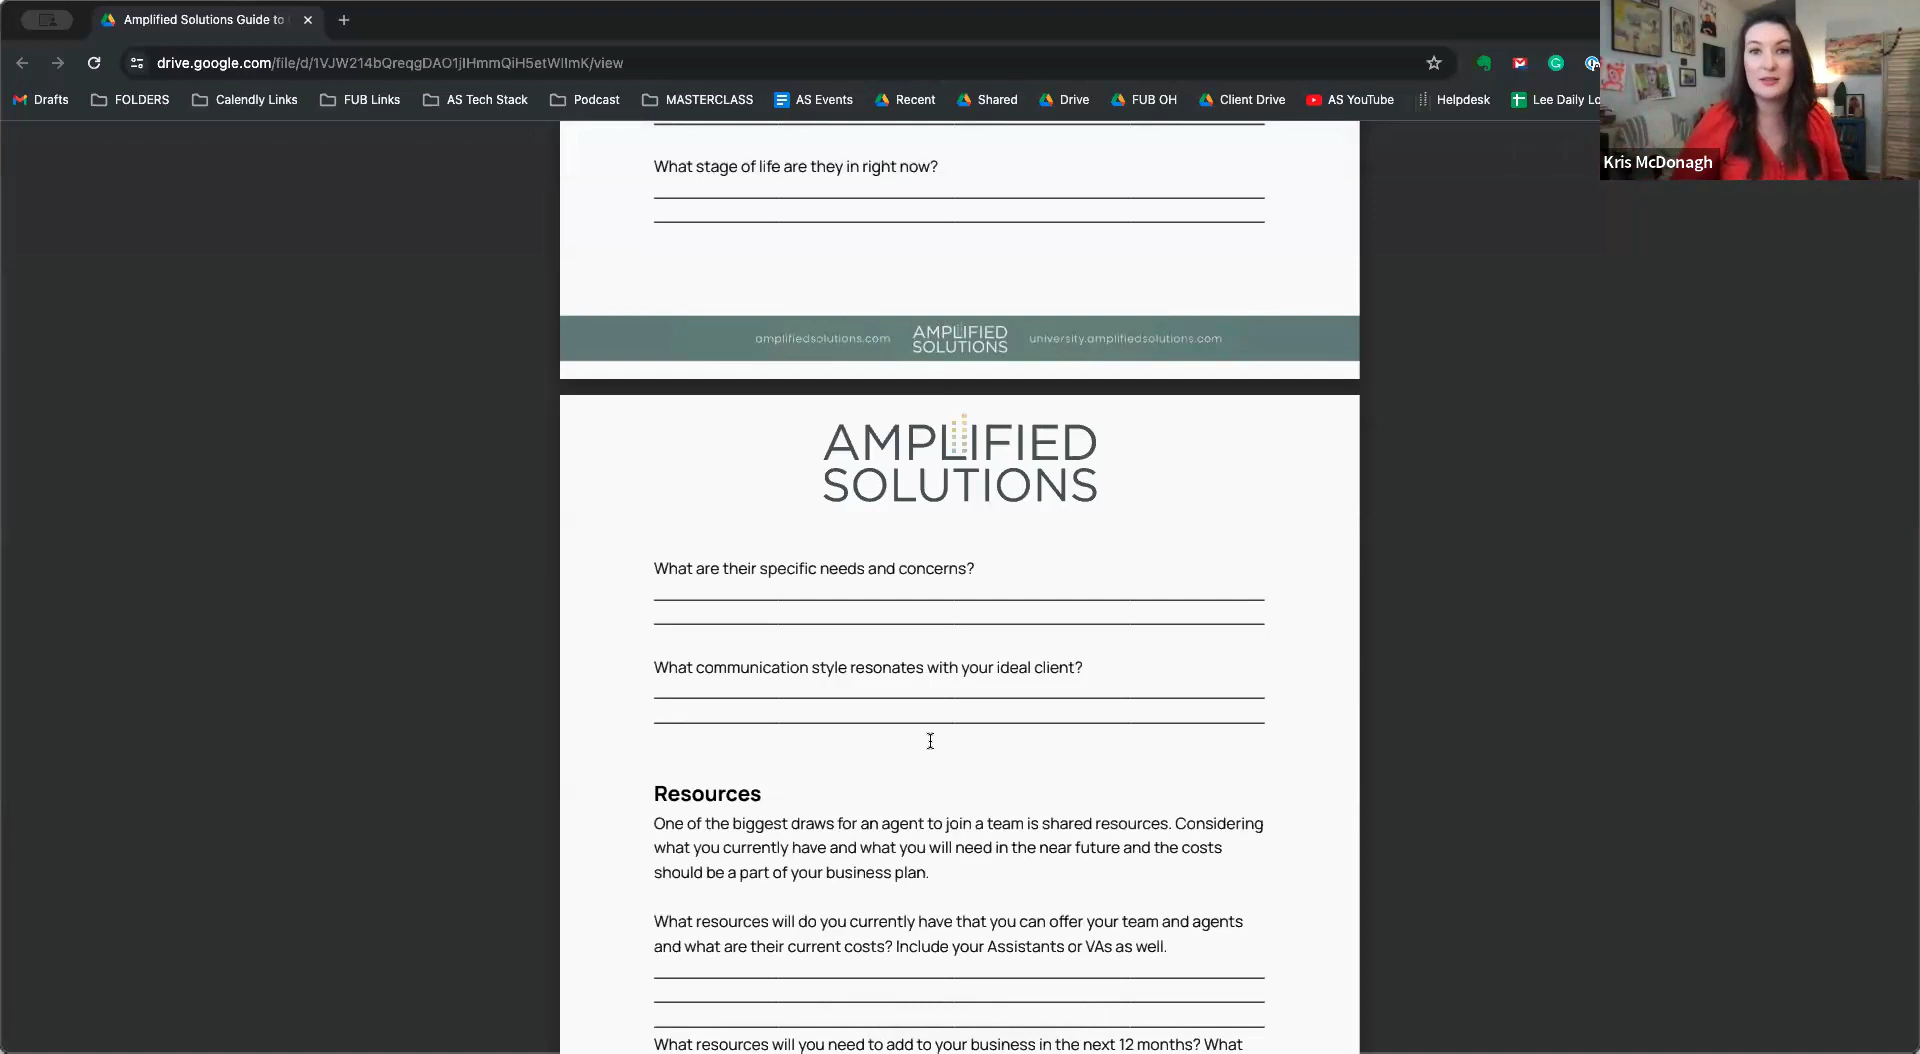 Amplified Solutions Guide to
drive.google.com/file/d/1VJW214bQreqgDAO1jIHmmQiH5etWIlmK/view
Drafts
FOLDERS
Calendly Links
FUB Links
AS Tech Stack
Podcast
MASTERCLASS
AS Events
Recent
Shared
Drive
FUB OH
Client Drive
AS YouTube
Helpdesk
Lee Daily Lo
Kris McDonagh
What stage of life are they in right now?
amplifiedsolutions.com
AMPLIFIED
SOLUTIONS
university.amplifiedsolutions.com
AMPLIFIED
SOLUTIONS
What are their specific needs and concerns?
What communication style resonates with your ideal client?
Resources
One of the biggest draws for an agent to join a team is shared resources. Considering
what you currently have and what you will need in the near future and the costs
should be a part of your business plan.
What resources will do you currently have that you can offer your team and agents
and what are their current costs? Include your Assistants or VAs as well.
What resources will you need to add to your business in the next 12 months? What